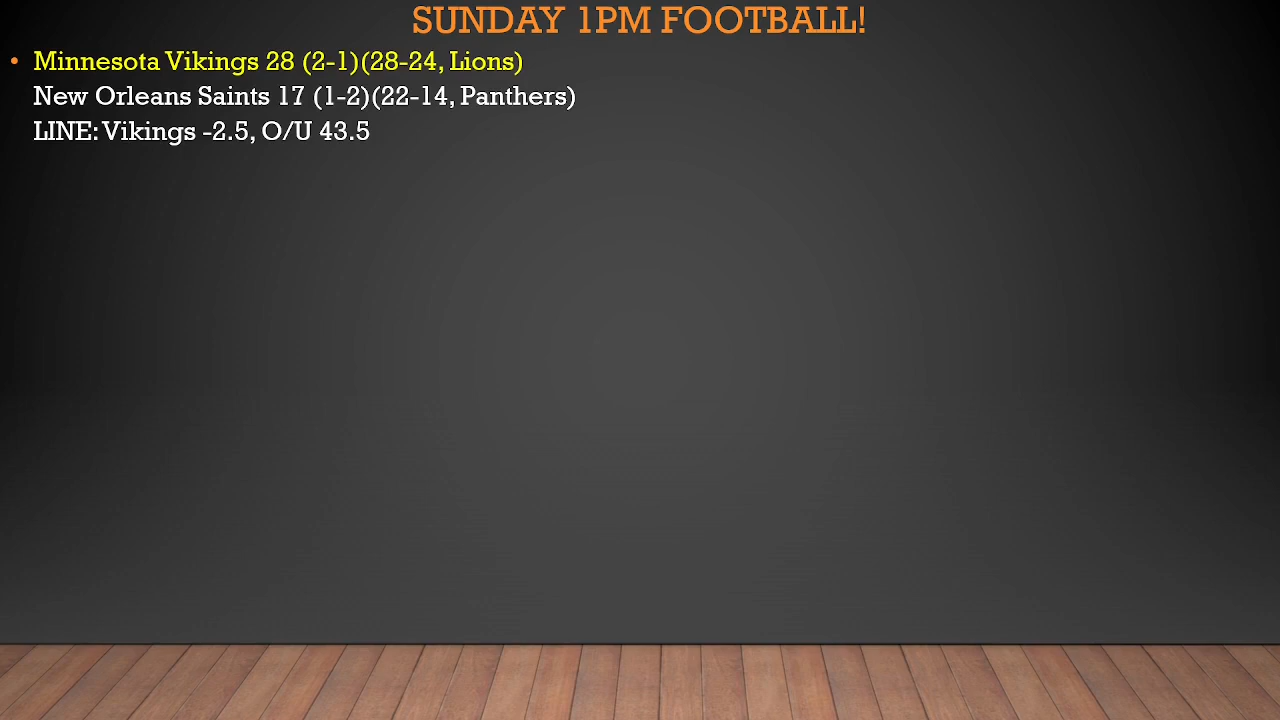 SUNDAY 1PM FOOTBALL!
• Minnesota Vikings 28 (2-1)(28-24, Lions)
New Orleans Saints 17 (1-2)(22-14, Panthers)
LINE: Vikings -2.5, O/U 43.5